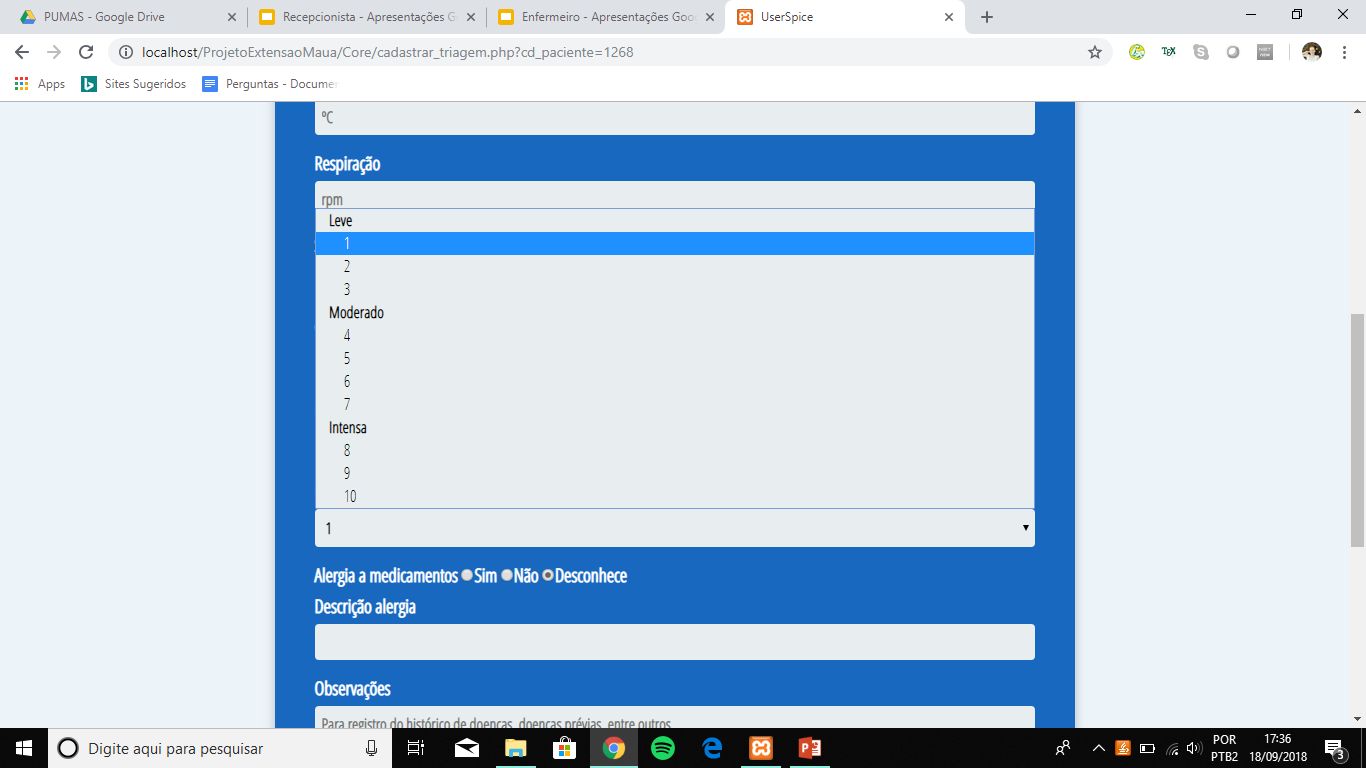 PUMAS - Google Drive
Recepcionista - Apresentações G
Enfermeiro - Apresentações Goo
UserSpice
localhost/ProjetoExtensaoMaua/Core/cadastrar_triagem.php?cd_paciente=1268
Apps
Sites Sugeridos
Perguntas - Documen
ºC
Respiração
rpm
Leve
1
2
3
Moderado
4
5
6
7
Intensa
8
9
10
1
Alergia a medicamentos Sim Não Desconhece
Descrição alergia
Observações
Para registro do histórico de doenças, doenças prévias, entre outros
Digite aqui para pesquisar
POR
PTB2
17:36
18/09/2018
3